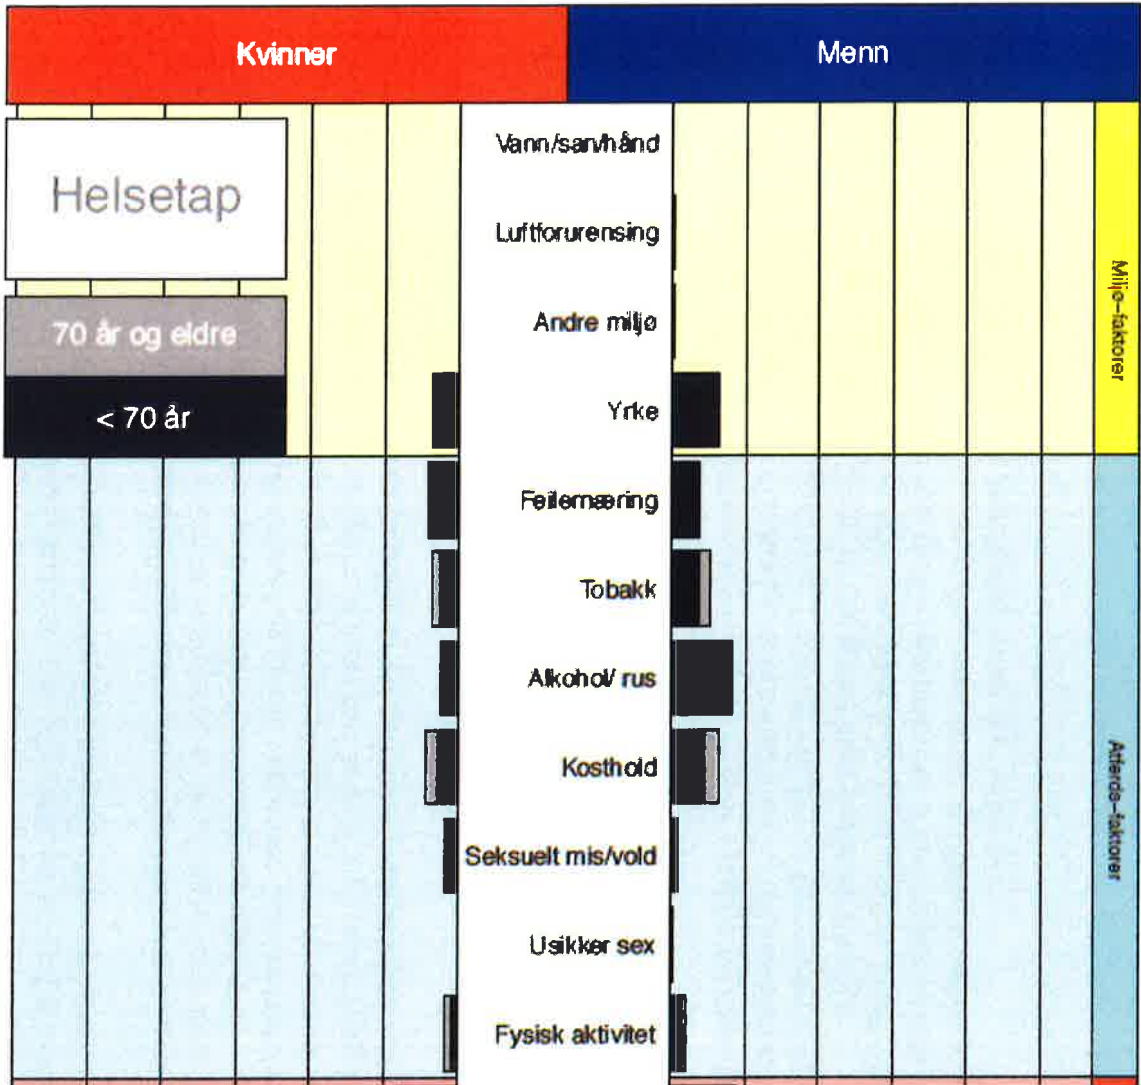 Kvinner
Menn
Helsetap
70 år og eldre
< 70 år
Vann/san/hånd
Luftforurensing
Andre miljø
Yrke
Feilernæring
Tobakk
Alkohol/ rus
Kosthold
Seksuelt mis/vold
Usikker sex
Fysisk aktivitet
Miljø-faktorer
Atferds-faktorer